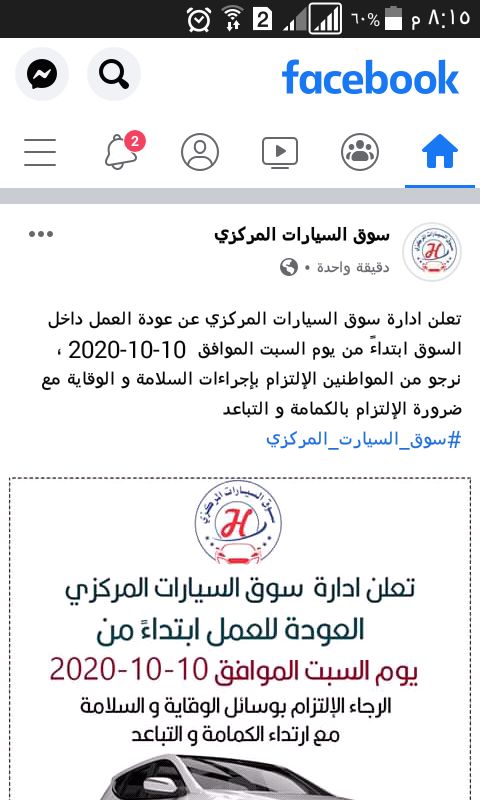 ٨:١٥ م ٦٠% 2
facebook
2
سوق السيارات المركزي
دقيقة واحدة •
تعلن ادارة سوق السيارات المركزي عن عودة العمل داخل
السوق ابتداءً من يوم السبت الموافق 10-10-2020 ،
نرجو من المواطنين الإلتزام بإجراءات السلامة و الوقاية مع
ضرورة الإلتزام بالكمامة و التباعد
#سوق_السيارت_المركزي
سوق السيارات المركزي
H
تعلن ادارة سوق السيارات المركزي
العودة للعمل ابتداءً من
يوم السبت الموافق 10-10-2020
الرجاء الإلتزام بوسائل الوقاية و السلامة
مع ارتداء الكمامة و التباعد